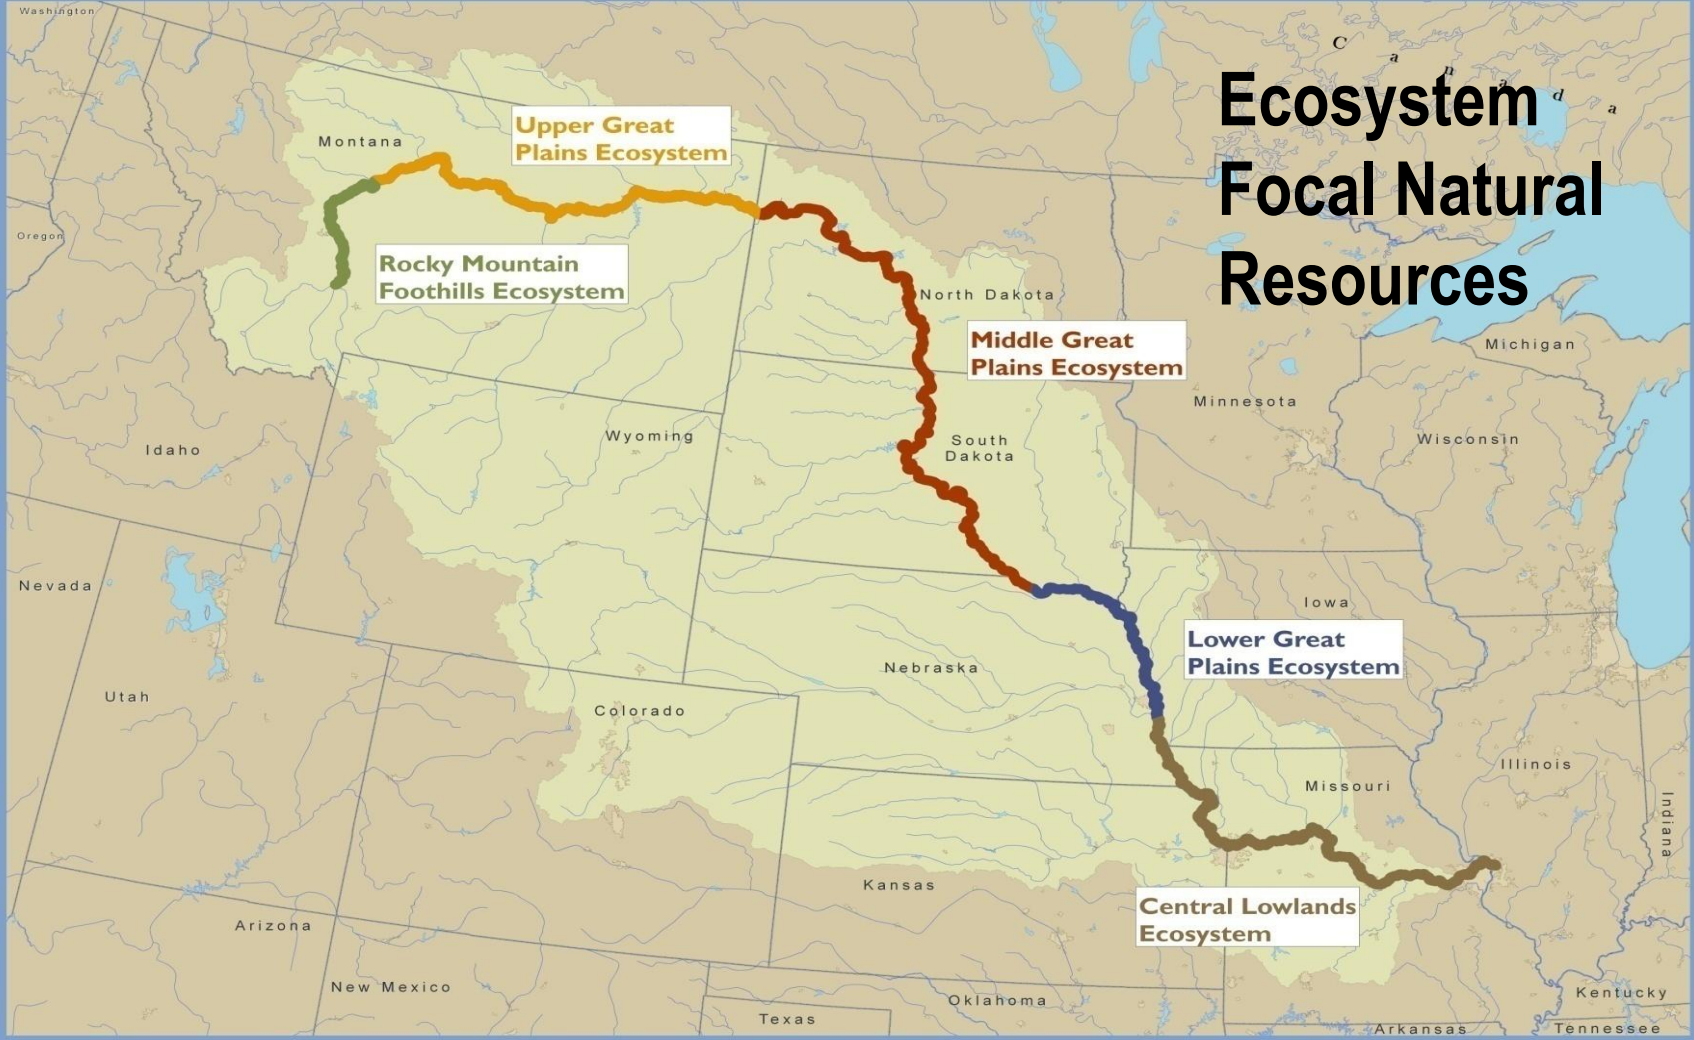 Washington
Canada
Ecosystem
Focal Natural
Resources
Upper Great
Plains Ecosystem
Montana
Oregon
Rocky Mountain
Foothills Ecosystem
North Dakota
Middle Great
Plains Ecosystem
Michigan
Minnesota
Wyoming
South
Dakota
Wisconsin
Idaho
Nevada
Iowa
Lower Great
Plains Ecosystem
Nebraska
Utah
Colorado
Illinois
Missouri
Indiana
Kansas
Central Lowlands
Ecosystem
Arizona
New Mexico
Oklahoma
Kentucky
Texas
Arkansas
Tennessee